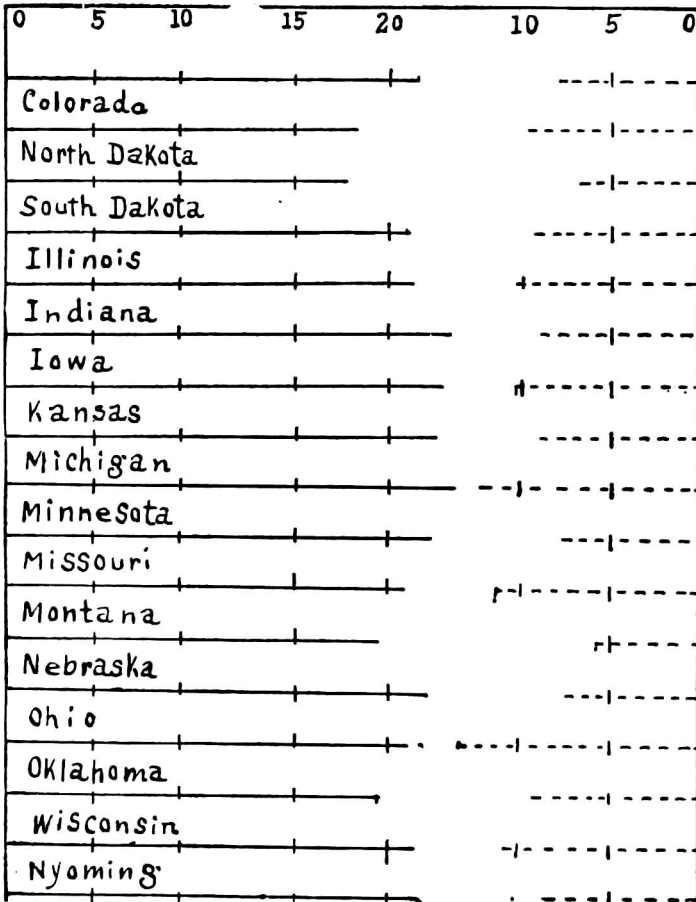 0 5 10 15 20 10 5 0
Colorado
North Dakota
South Dakota
Illinois
Indiana
Iowa
Kansas
Michigan
Minnesota
Missouri
Montana
Nebraska
Ohio
Oklahoma
Wisconsin
Nyoming